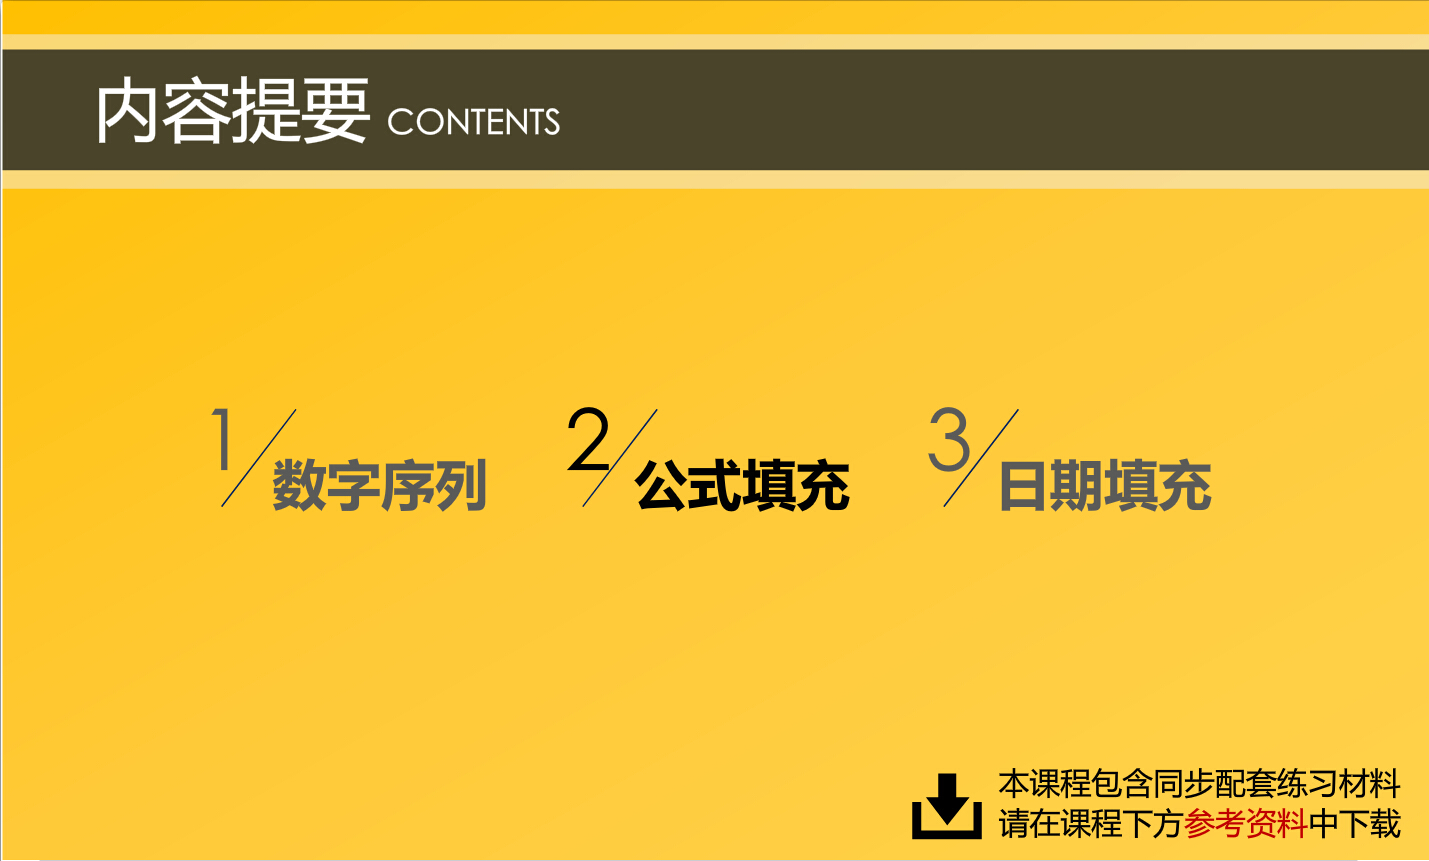 内容提要 CONTENTS
1 数字序列
2 公式填充
3 日期填充
本课程包含同步配套练习材料
请在课程下方参考资料中下载